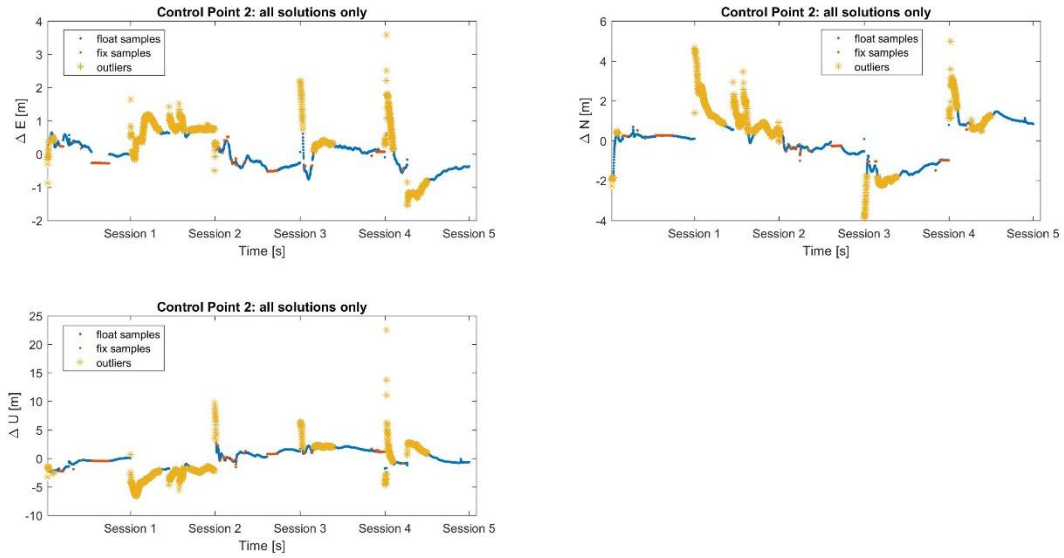 Control Point 2: all solutions only
float samples
fix samples
outliers
Δ E [m]
4
3
2
1
0
-1
-2
Session 1 Session 2 Session 3 Session 4 Session 5
Time [s]
Control Point 2: all solutions only
float samples
fix samples
outliers
Δ N [m]
6
4
2
0
-2
-4
Session 1 Session 2 Session 3 Session 4 Session 5
Time [s]
Control Point 2: all solutions only
float samples
fix samples
outliers
Δ U [m]
25
20
15
10
5
0
-5
-10
Session 1 Session 2 Session 3 Session 4 Session 5
Time [s]